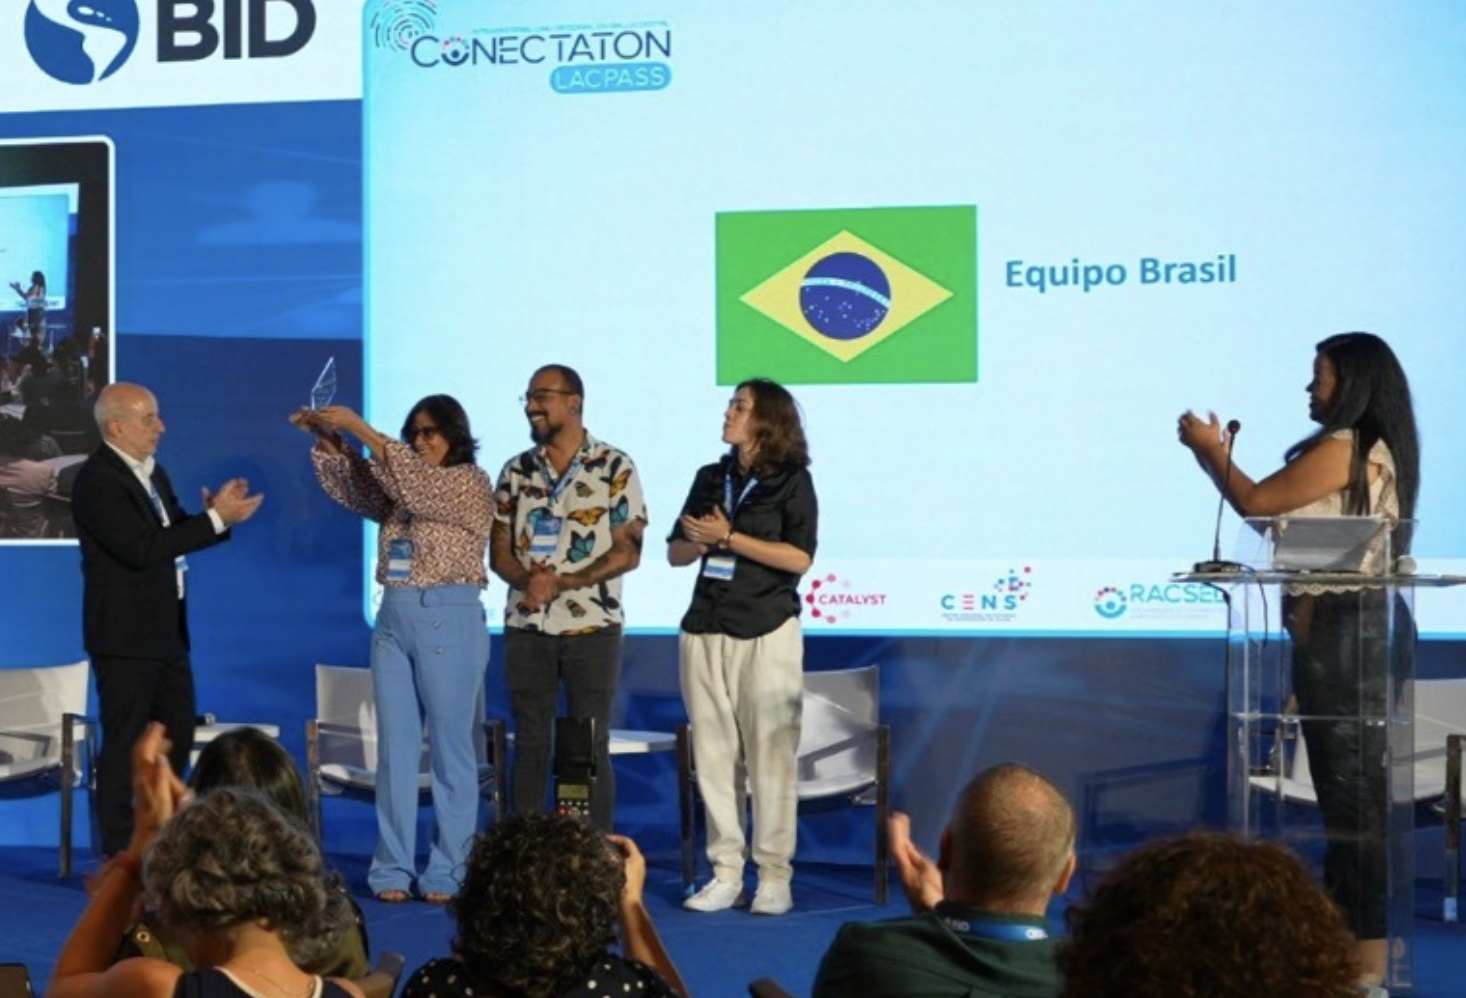 BID
CONECTATON
LACPASS
Equipo Brasil
CATALYST
CENS
RACSEL